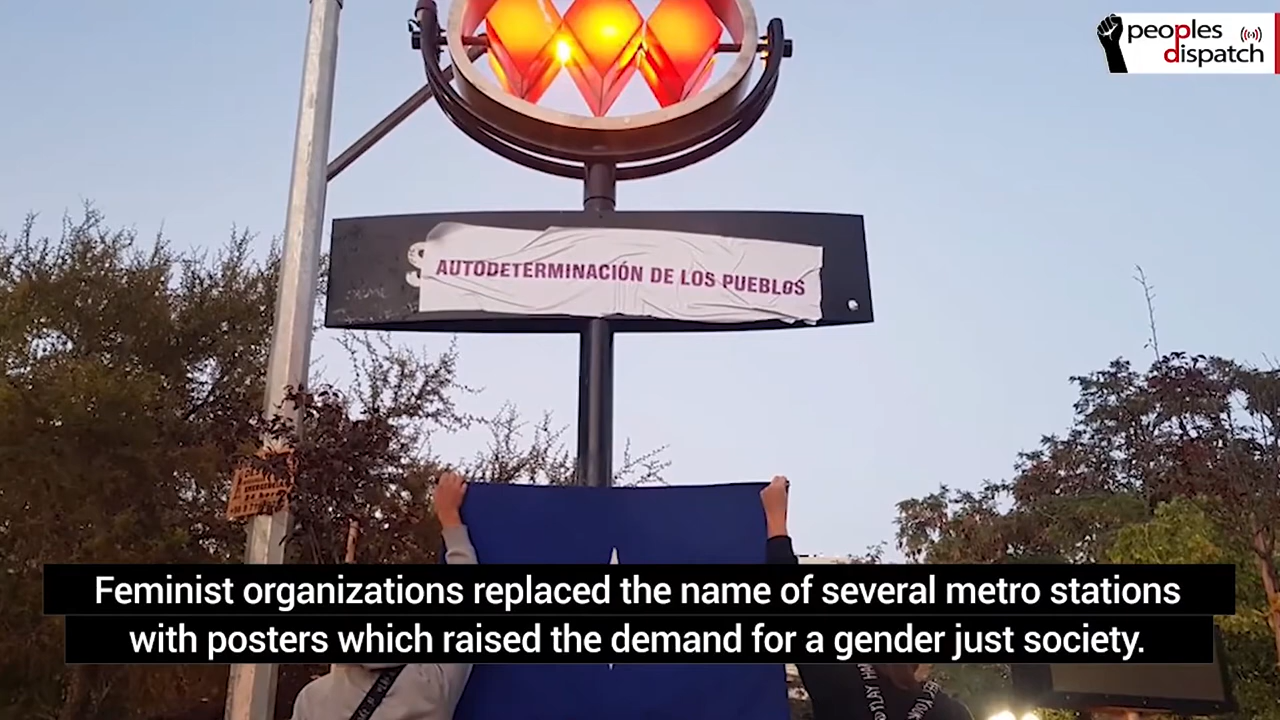 peoples
dispatch
S
AUTODETERMINACIÓN DE LOS PUEBLOS
Feminist organizations replaced the name of several metro stations
with posters which raised the demand for a gender just society.